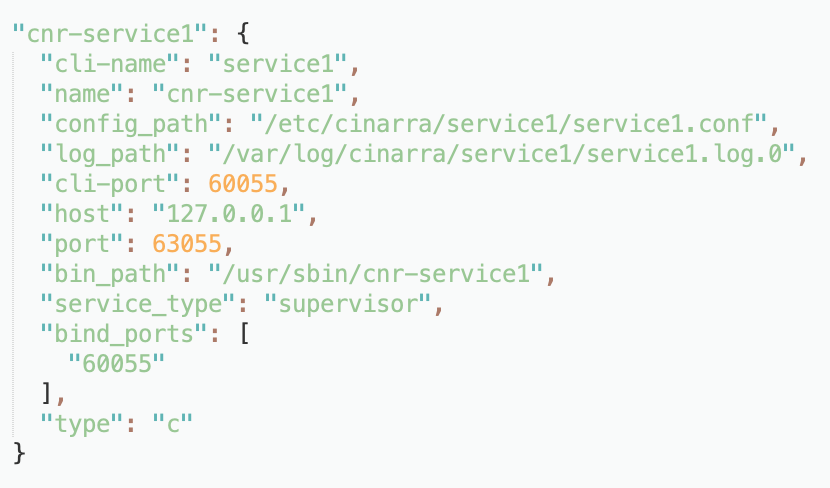 "cnr-service1": {
"cli-name": "service1",
"name": "cnr-service1",
"config_path": "/etc/cinarra/service1/service1.conf",
"log_path": "/var/log/cinarra/service1/service1.log.0",
"cli-port": 60055,
"host": "127.0.0.1",
"port": 63055,
"bin_path": "/usr/sbin/cnr-service1",
"service_type": "supervisor",
"bind_ports": [
"60055"
],
"type": "c"
}